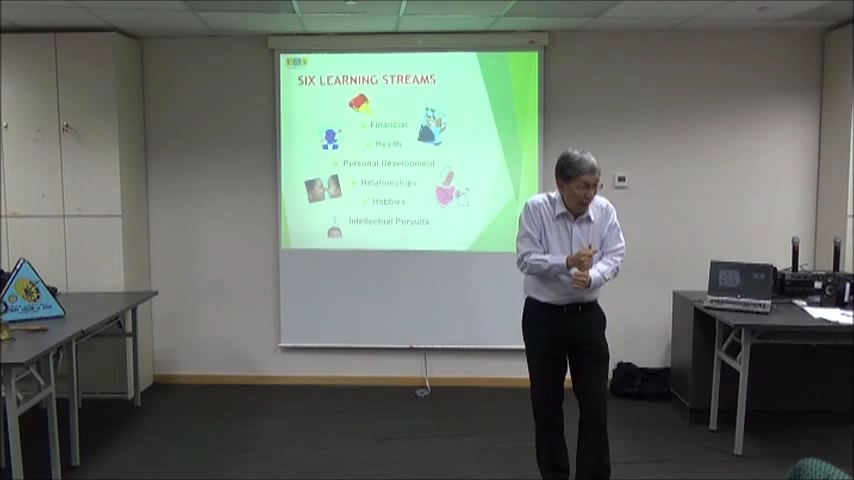 SIX LEARNING STREAMS
Financial
Health
Personal Development
Relationships
Hobbies
Intellectual Pursuits